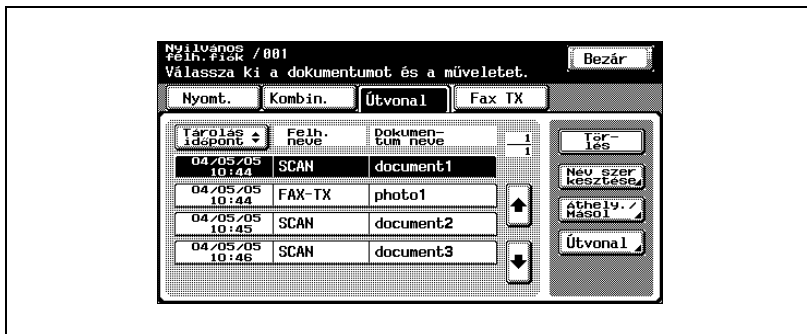 Nyilvános
felh.fiók /001
Bezár
Válassza ki a dokumentumot és a műveletet.
Nyomt. Kombin. Útvonal Fax TX
Tárolás
időpont
Felh.
neve
Dokumen-
tum neve
1
1
04/05/05
10:44
SCAN document1
04/05/05
10:44
FAX-TX photo1
04/05/05
10:45
SCAN document2
04/05/05
10:46
SCAN document3
Tör-
lés
Név szer
kesztése
Áthely./
Másol
Útvonal